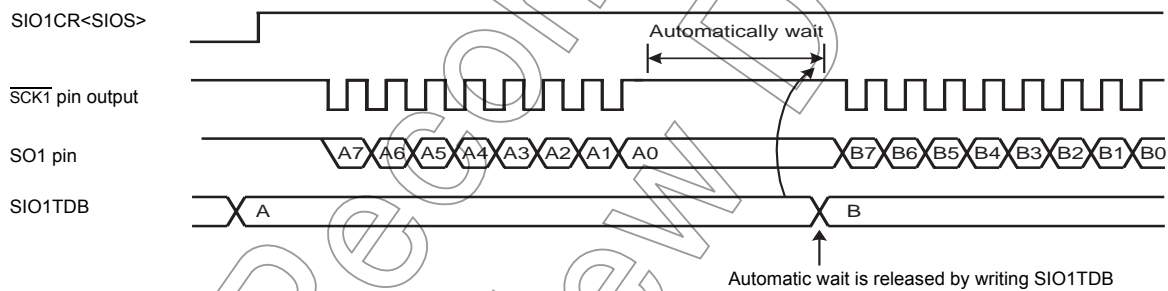 SIO1CR<SIOS>
Automatically wait
SCK1 pin output
SO1 pin
A7 A6 A5 A4 A3 A2 A1 A0 B7 B6 B5 B4 B3 B2 B1 B0
SIO1TDB
A B
Automatic wait is released by writing SIO1TDB